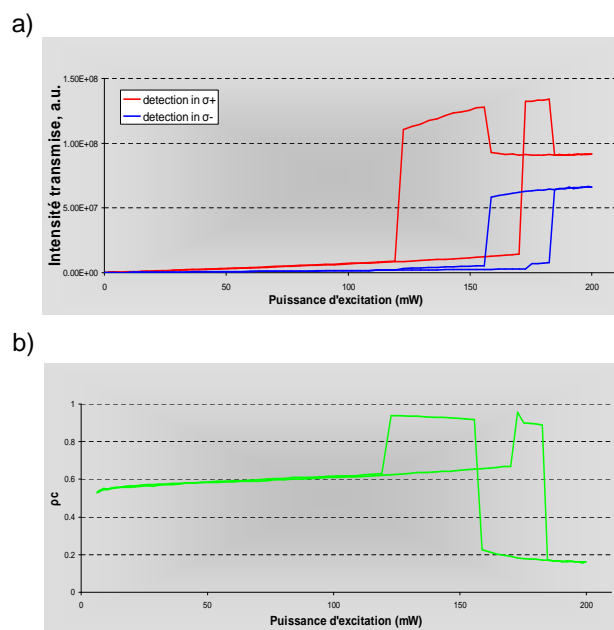 a)
Intensité transmise, a.u.
1.50E+08
1.00E+08
5.00E+07
0.00E+00
detection in σ+
detection in σ-
0 50 100 150 200
Puissance d'excitation (mW)
b)
ρc
1
0.8
0.6
0.4
0.2
0
0 50 100 150 200
Puissance d'excitation (mW)